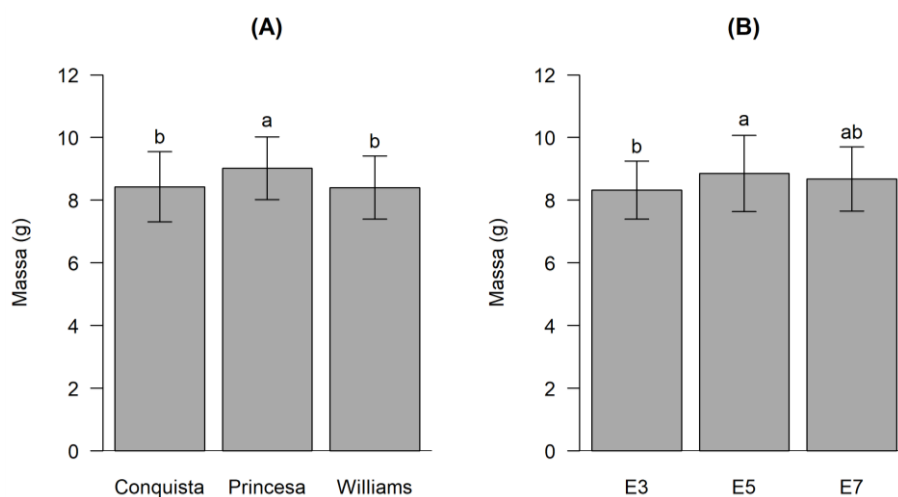 (A)
Massa (g)
12
10
8
6
4
2
0
b
a
b
Conquista
Princesa
Williams
(B)
Massa (g)
12
10
8
6
4
2
0
b
a
ab
E3
E5
E7